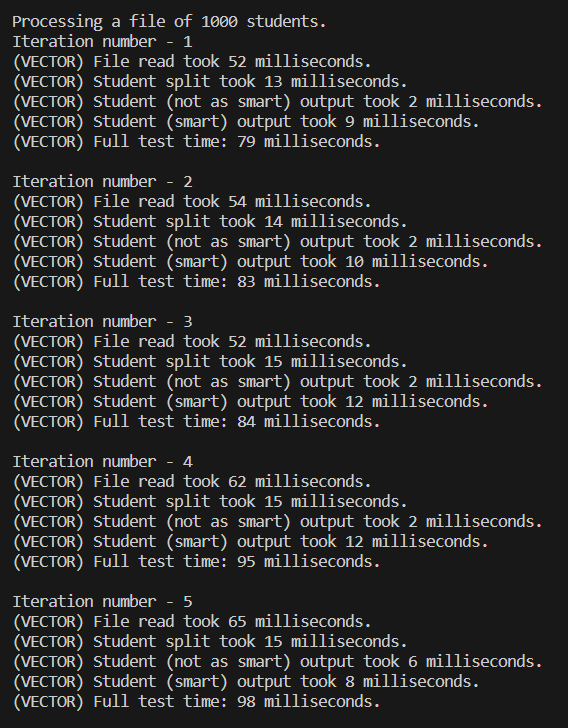 Processing a file of 1000 students.
Iteration number - 1
(VECTOR) File read took 52 milliseconds.
(VECTOR) Student split took 13 milliseconds.
(VECTOR) Student (not as smart) output took 2 milliseconds.
(VECTOR) Student (smart) output took 9 milliseconds.
(VECTOR) Full test time: 79 milliseconds.

Iteration number - 2
(VECTOR) File read took 54 milliseconds.
(VECTOR) Student split took 14 milliseconds.
(VECTOR) Student (not as smart) output took 2 milliseconds.
(VECTOR) Student (smart) output took 10 milliseconds.
(VECTOR) Full test time: 83 milliseconds.

Iteration number - 3
(VECTOR) File read took 52 milliseconds.
(VECTOR) Student split took 15 milliseconds.
(VECTOR) Student (not as smart) output took 2 milliseconds.
(VECTOR) Student (smart) output took 12 milliseconds.
(VECTOR) Full test time: 84 milliseconds.

Iteration number - 4
(VECTOR) File read took 62 milliseconds.
(VECTOR) Student split took 15 milliseconds.
(VECTOR) Student (not as smart) output took 2 milliseconds.
(VECTOR) Student (smart) output took 12 milliseconds.
(VECTOR) Full test time: 95 milliseconds.

Iteration number - 5
(VECTOR) File read took 65 milliseconds.
(VECTOR) Student split took 15 milliseconds.
(VECTOR) Student (not as smart) output took 6 milliseconds.
(VECTOR) Student (smart) output took 8 milliseconds.
(VECTOR) Full test time: 98 milliseconds.